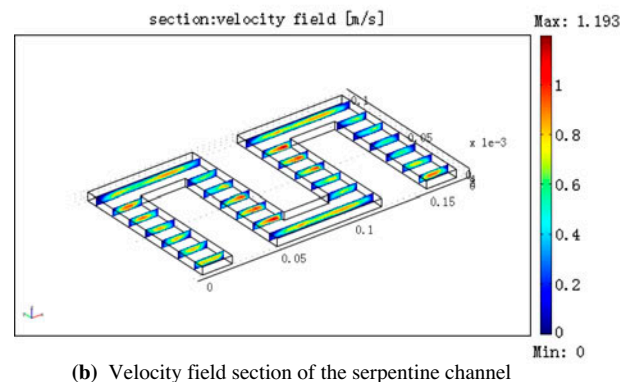 section:velocity field [m/s]
Max: 1.193
1
0.8
0.6
0.4
0.2
0
Min: 0
0.1
0.05
x 1e-3
0.15
0.1
0.05
0
(b) Velocity field section of the serpentine channel